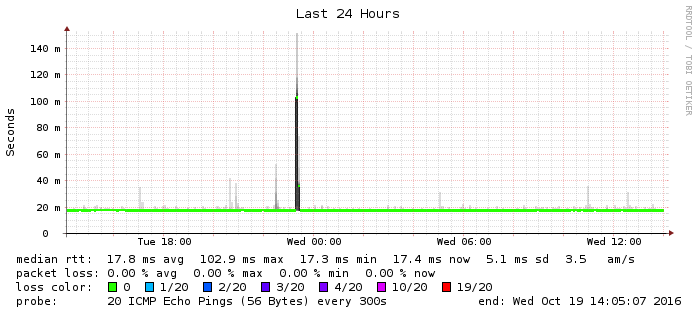 Last 24 Hours
RRDTOOL / TOBI OETIKER
Seconds
140 m
120 m
100 m
80 m
60 m
40 m
20 m
0
Tue 18:00 Wed 00:00 Wed 06:00 Wed 12:00
median rtt: 17.8 ms avg 102.9 ms max 17.3 ms min 17.4 ms now 5.1 ms sd 3.5 am/s
packet loss: 0.00 % avg 0.00 % max 0.00 % min 0.00 % now
loss color: 0 1/20 2/20 3/20 4/20 10/20 19/20
probe: 20 ICMP Echo Pings (56 Bytes) every 300s end: Wed Oct 19 14:05:07 2016